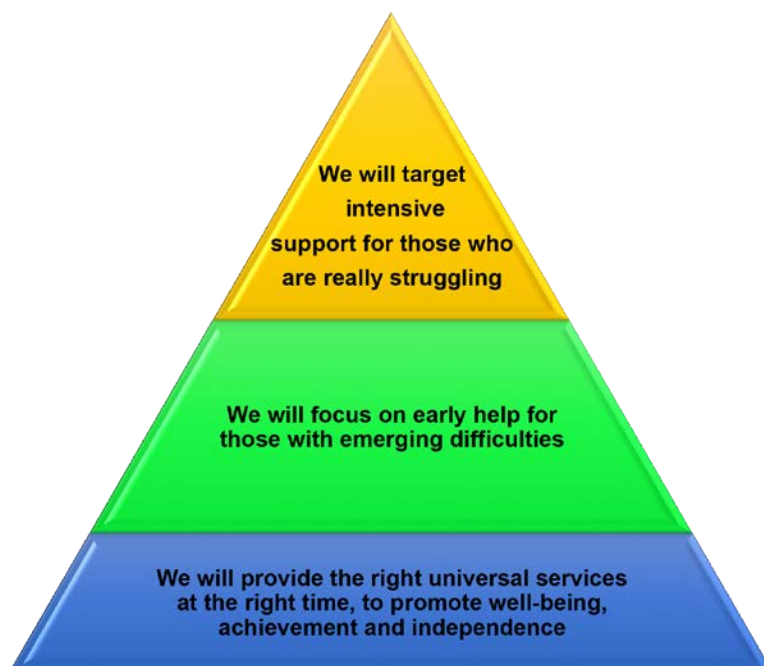 We will target
intensive
support for those who
are really struggling
We will focus on early help for
those with emerging difficulties
We will provide the right universal services
at the right time, to promote well-being,
achievement and independence